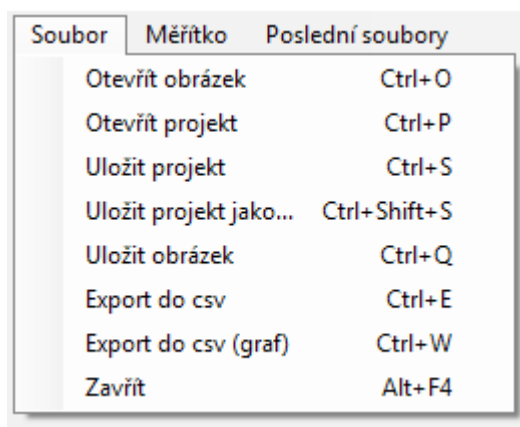 Soubor Měřítko Poslední soubory
Otevřít obrázek Ctrl+O
Otevřít projekt Ctrl+P
Uložit projekt Ctrl+S
Uložit projekt jako... Ctrl+Shift+S
Uložit obrázek Ctrl+Q
Export do csv Ctrl+E
Export do csv (graf) Ctrl+W
Zavřít Alt+F4